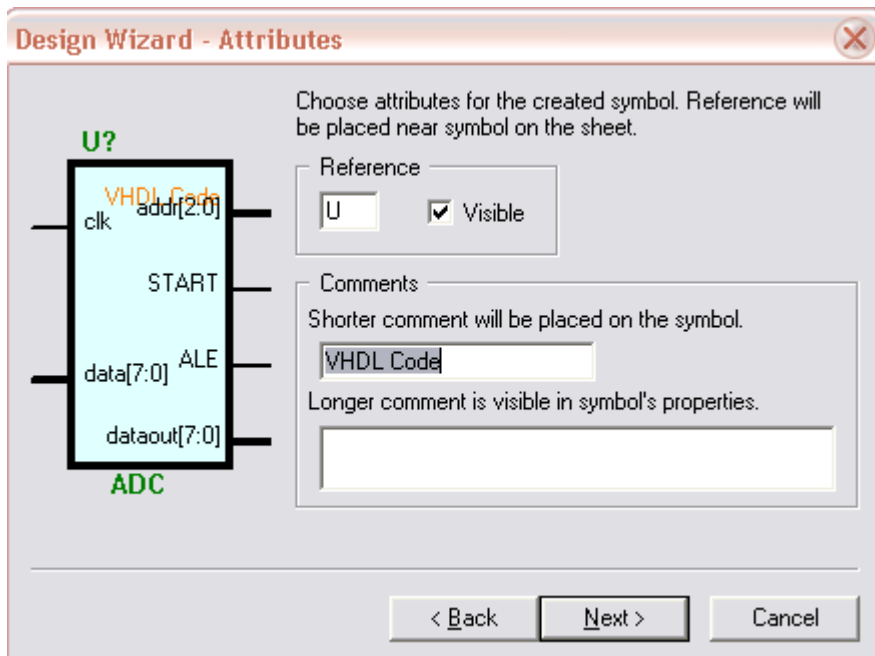 Design Wizard - Attributes
Choose attributes for the created symbol. Reference will
be placed near symbol on the sheet.
U?
VHDL Code
addr[2:0]
clk
START
ALE
data[7:0]
dataout[7:0]
ADC
Reference
U
Visible
Comments
Shorter comment will be placed on the symbol.
VHDL Code
Longer comment is visible in symbol's properties.
< Back
Next >
Cancel